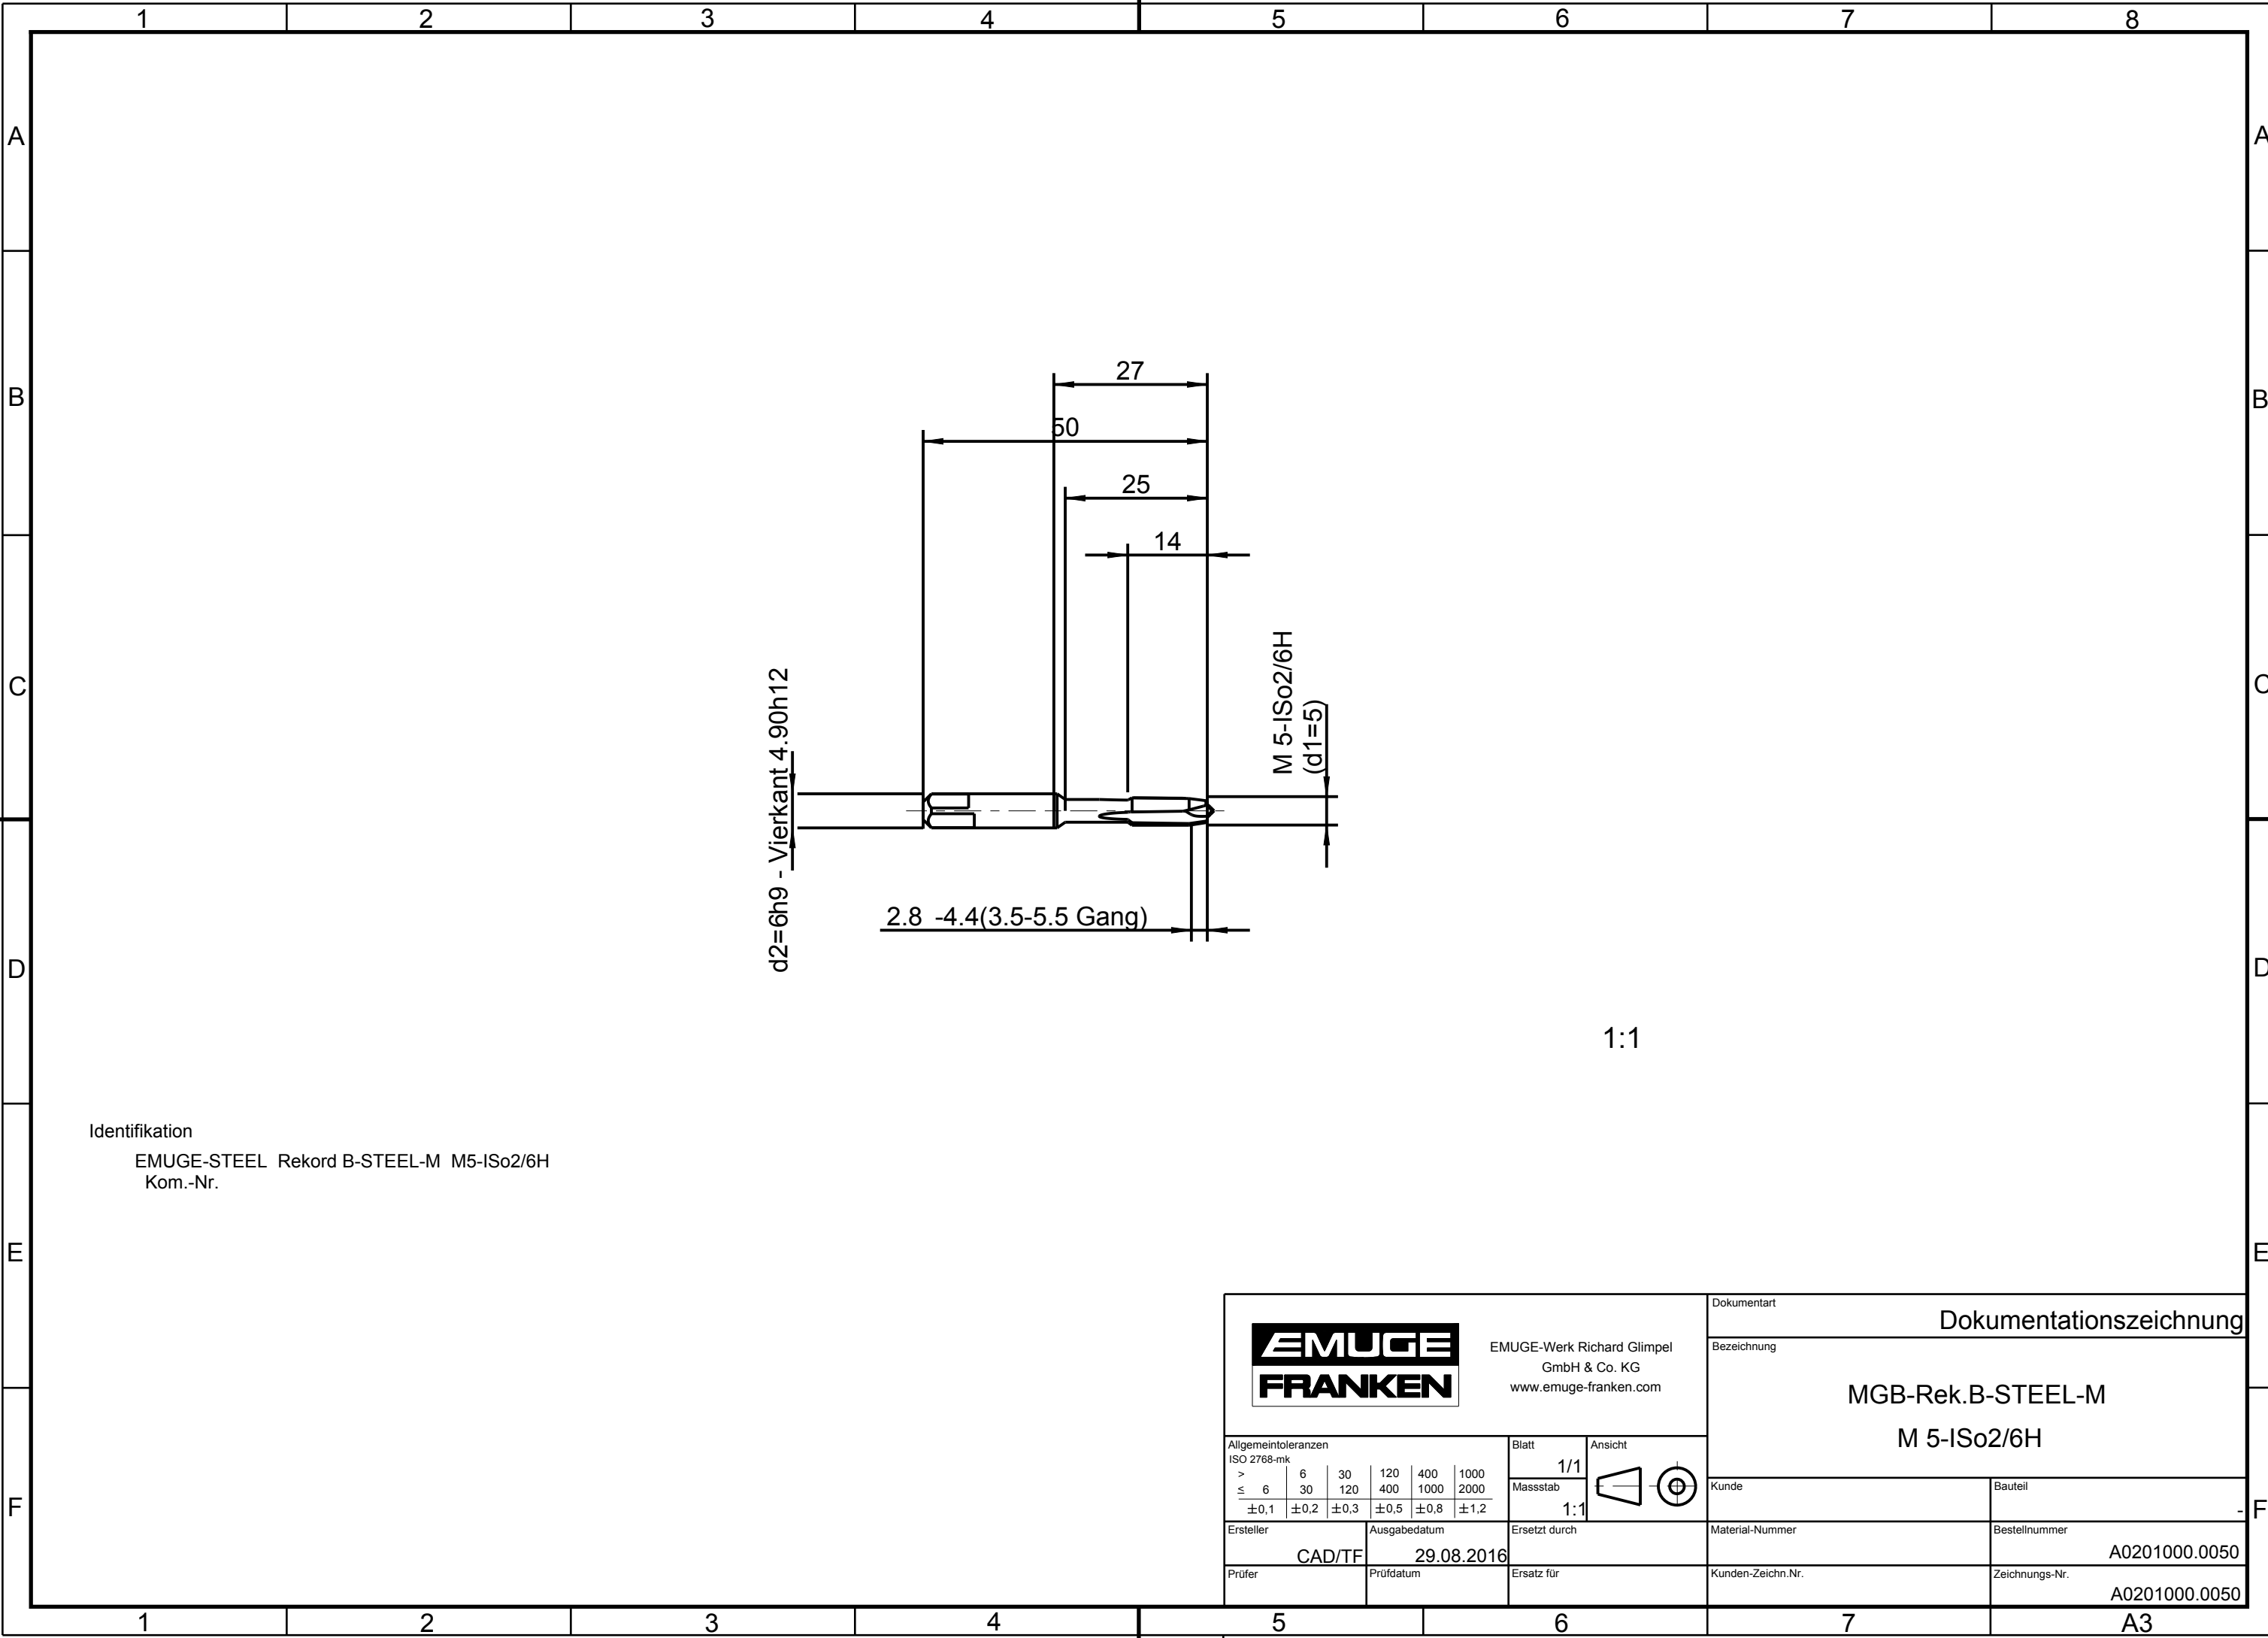 1 2 3 4 5 6 7 8
A A
B B
C C
D D
E E
F F
27
50
25
14
M 5-ISo2/6H
(d1=5)
d2=6h9 - Vierkant 4.90h12
2.8 -4.4(3.5-5.5 Gang)
1:1
Identifikation
EMUGE-STEEL Rekord B-STEEL-M M5-ISo2/6H
Kom.-Nr.
EMUGE
FRANKEN
EMUGE-Werk Richard Glimpel
GmbH & Co. KG
www.emuge-franken.com
Dokumentart
Dokumentationszeichnung
Bezeichnung
MGB-Rek.B-STEEL-M
M 5-ISo2/6H
Allgemeintoleranzen
ISO 2768-mk
> 6 30 120 400 1000
≤ 6 30 120 400 1000 2000
±0,1 ±0,2 ±0,3 ±0,5 ±0,8 ±1,2
Blatt
1/1
Massstab
1:1
Ansicht
Kunde
Bauteil
-
Ersteller
CAD/TF
Ausgabedatum
29.08.2016
Ersetzt durch
Material-Nummer
Bestellnummer
A0201000.0050
Prüfer
Prüfdatum
Ersatz für
Kunden-Zeichn.Nr.
Zeichnungs-Nr.
A0201000.0050
1 2 3 4 5 6 7 A3